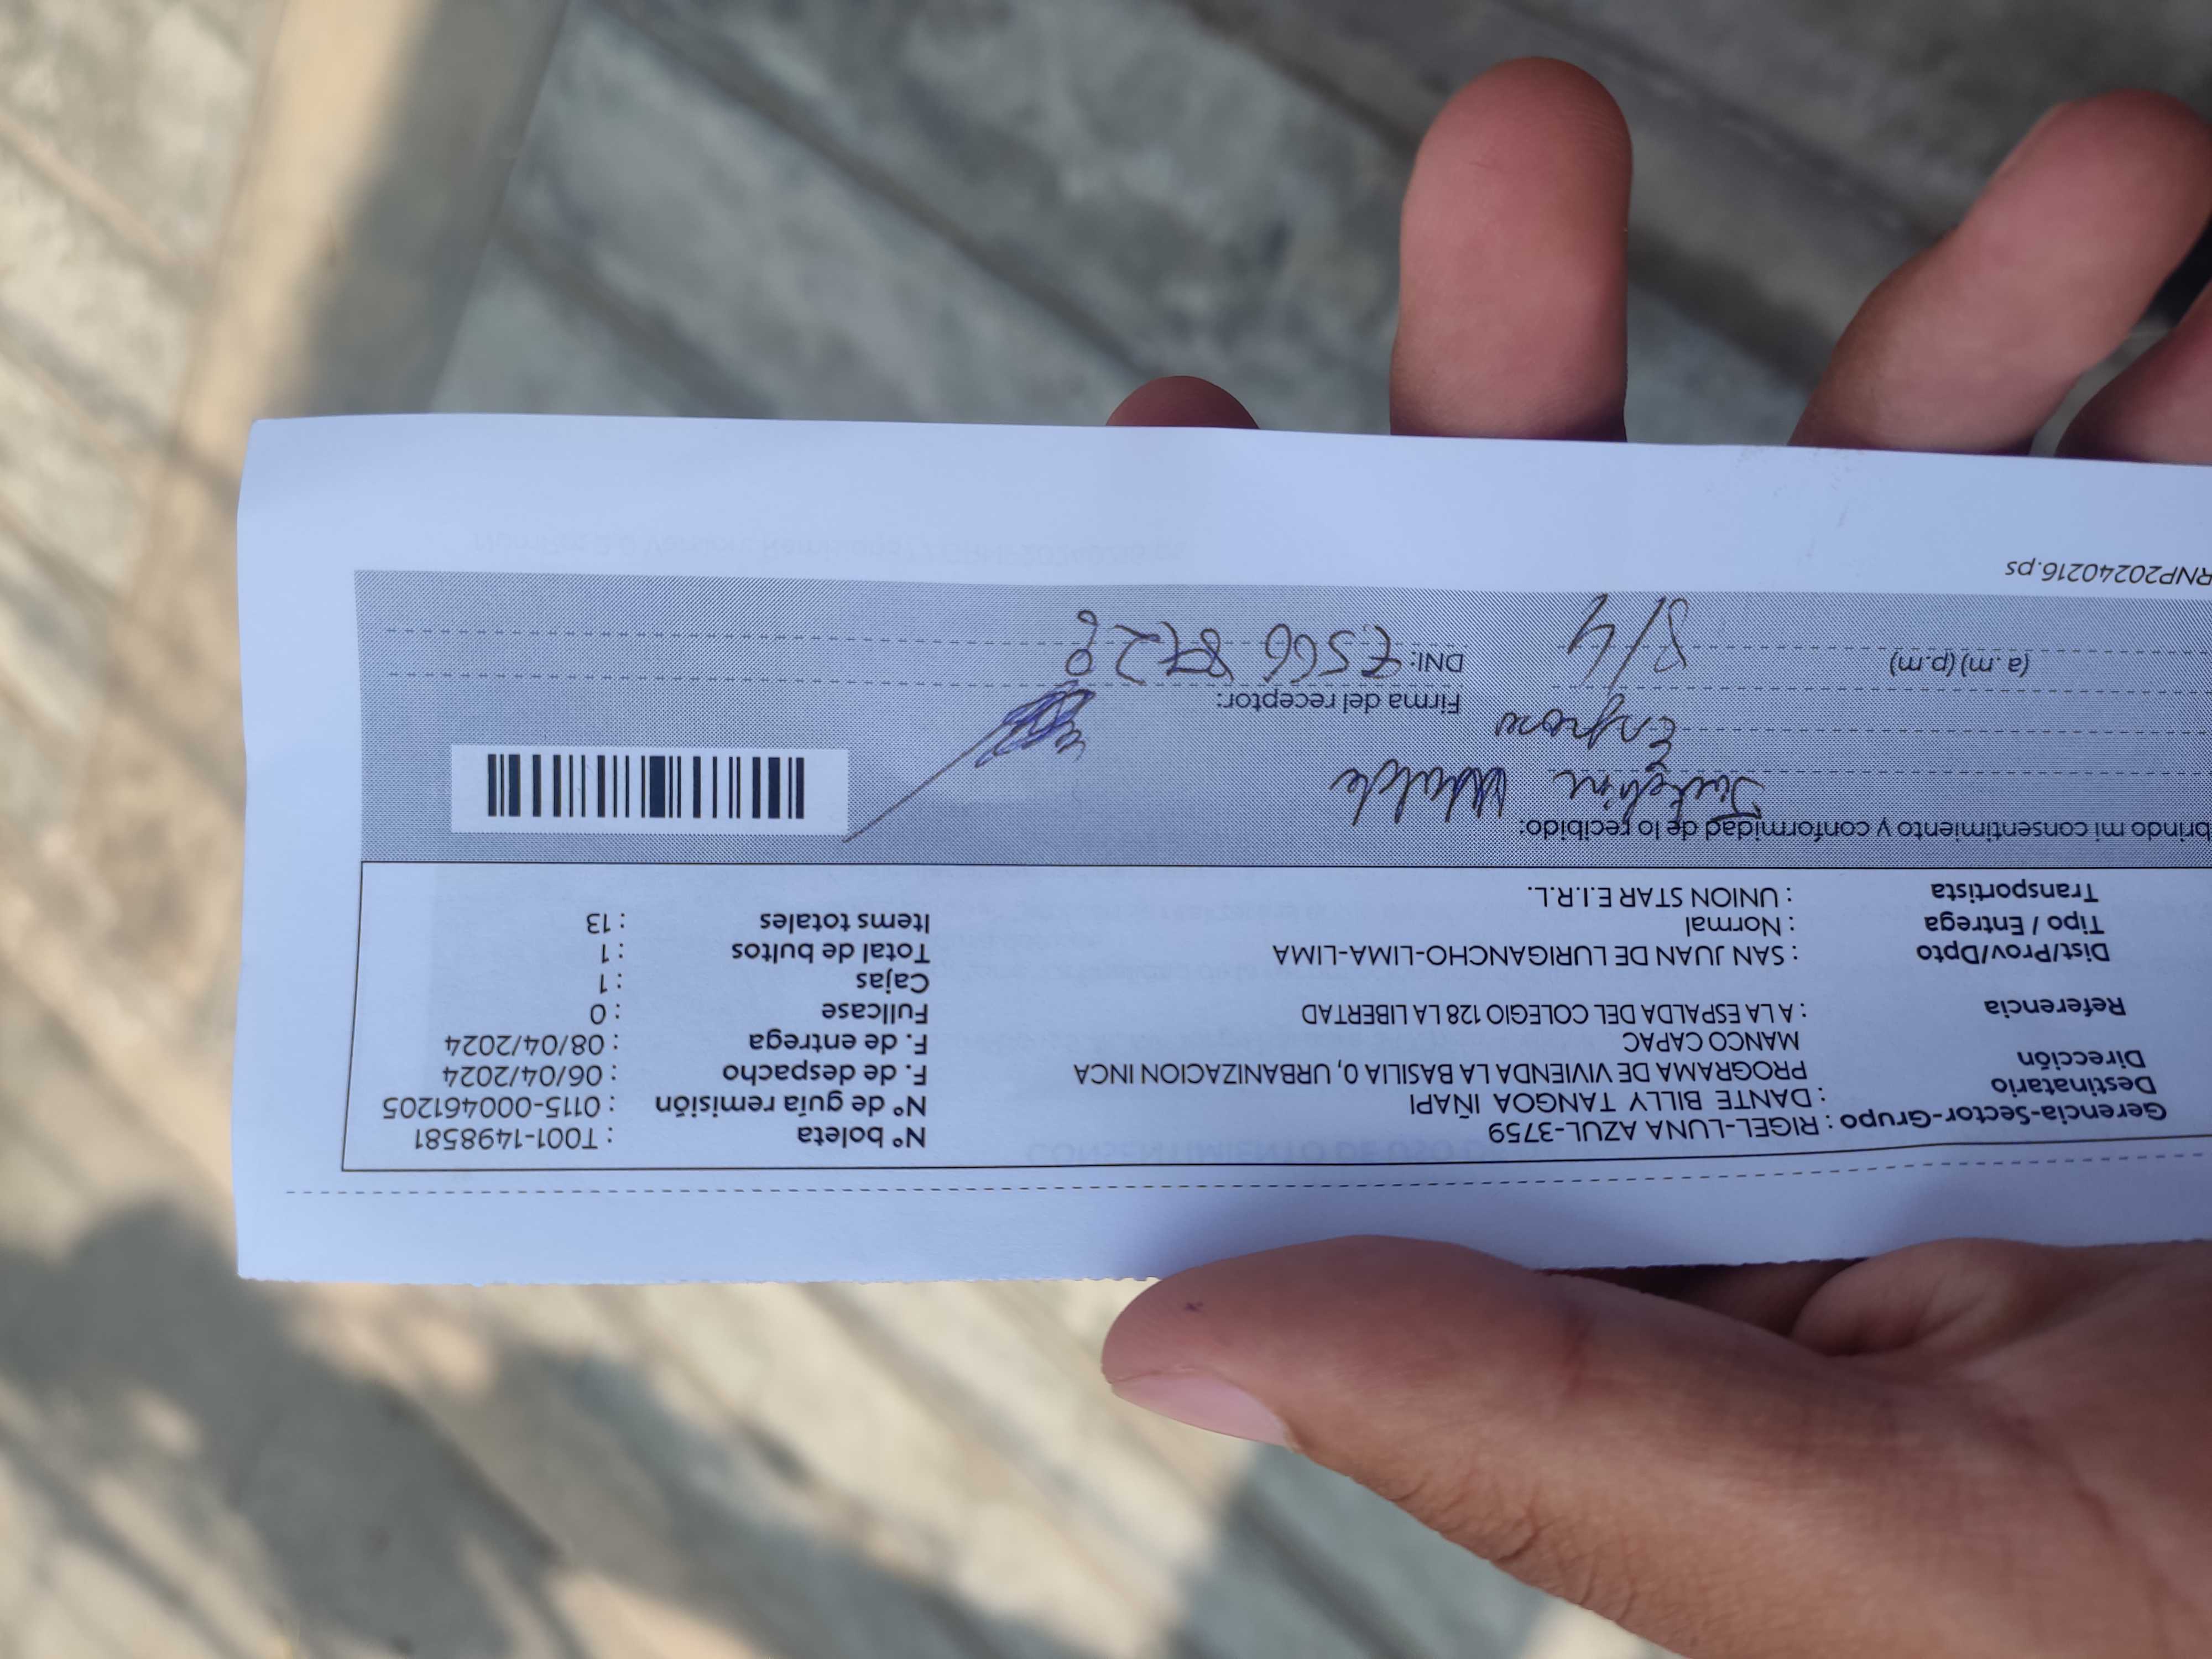 Gerencia-Sector-Grupo : RIGEL-LUNA AZUL-3759
Destinatario : DANTE BILLY TANGOA IÑAPI
Dirección PROGRAMA DE VIVIENDA LA BASILIA 0, URBANIZACION INCA
MANCO CAPAC
Referencia : A LA ESPALDA DEL COLEGIO 128 LA LIBERTAD
Dist/Prov/Dpto : SAN JUAN DE LURIGANCHO-LIMA-LIMA
Tipo / Entrega : Normal
Transportista : UNION STAR E.I.R.L.
Nº boleta : T001-1498581
Nº de guía remisión : 0115-000461205
F. de despacho : 06/04/2024
F. de entrega : 08/04/2024
Fullcase : 0
Cajas : 1
Total de bultos : 1
Items totales : 13
brindo mi consentimiento y conformidad de lo recibido:
Firma del receptor:
(a.m) (p.m) 8/4 DNI:
RNP20240216.ps